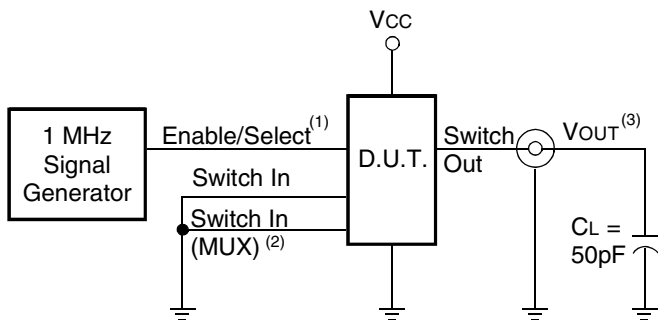 VCC
1 MHz
Signal
Generator
Enable/Select(1)
D.U.T.
Switch
Out
VOUT(3)
Switch In
Switch In
(MUX)(2)
CL =
50pF